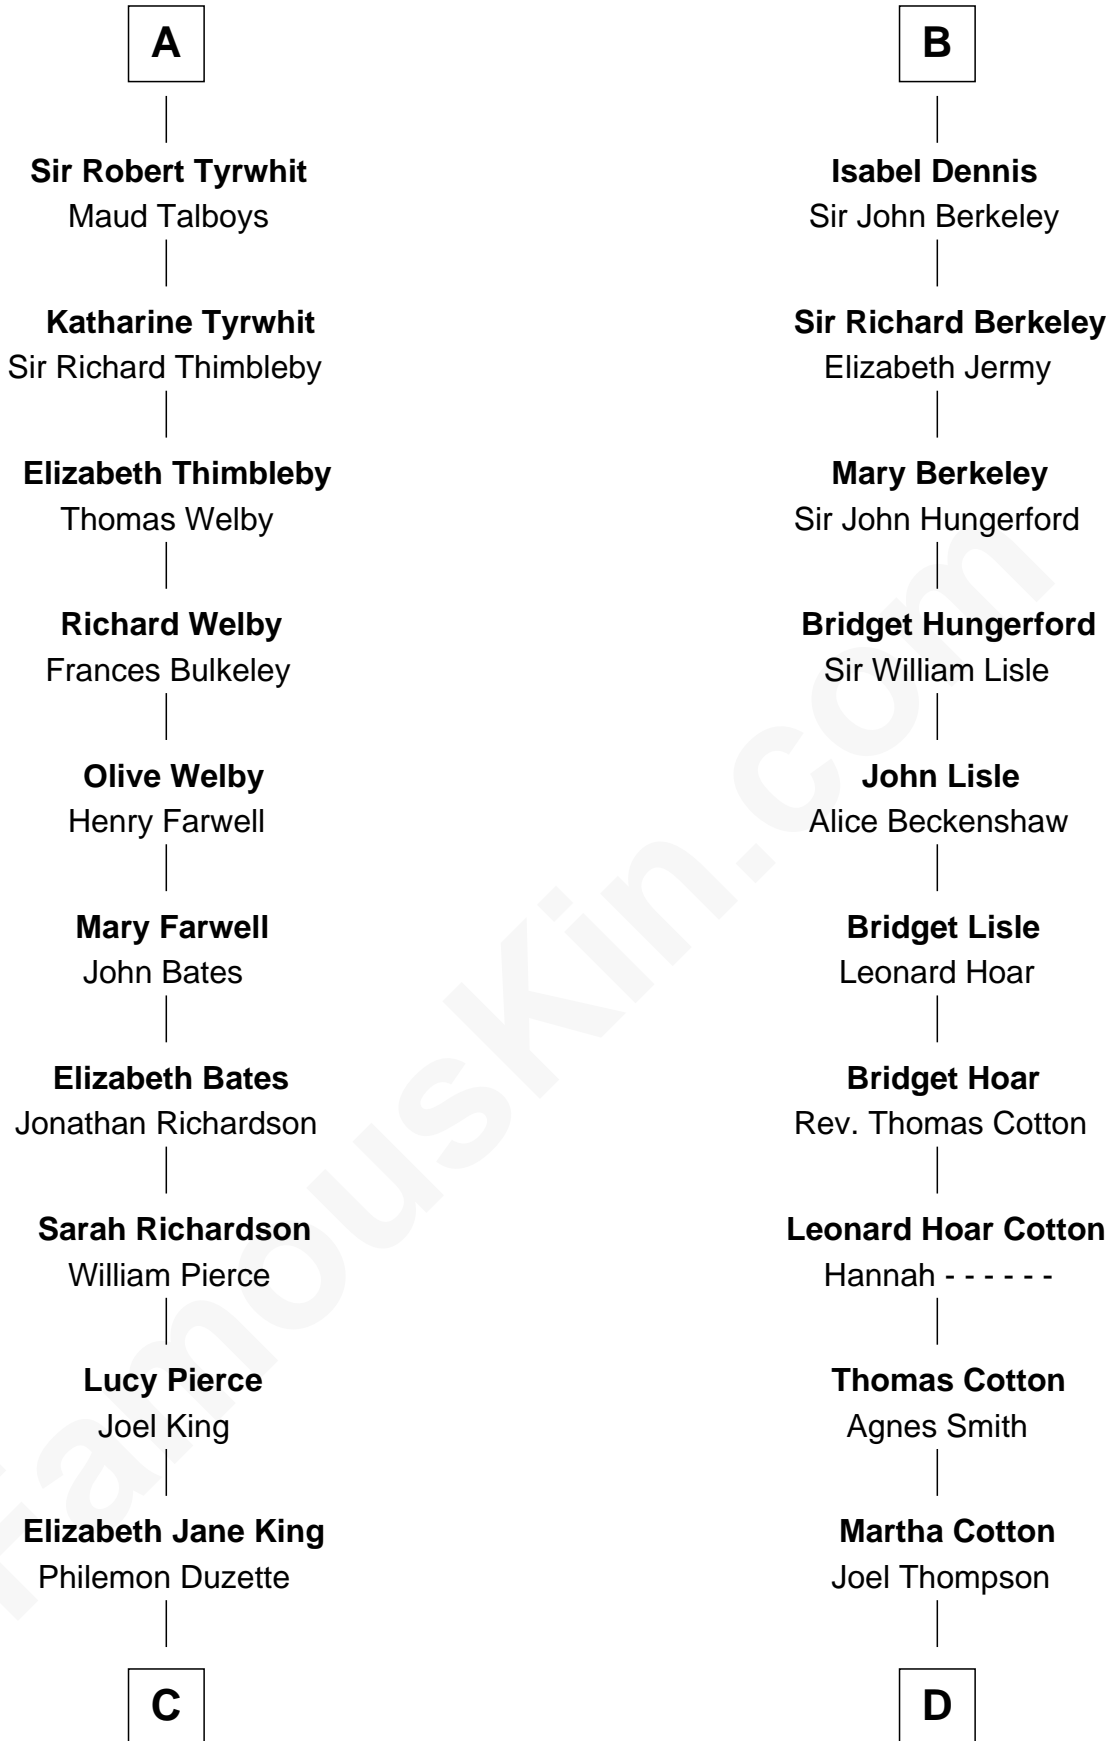 A
Sir Robert Tyrwhit
Maud Talboys
Katharine Tyrwhit
Sir Richard Thimbleby
Elizabeth Thimbleby
Thomas Welby
Richard Welby
Frances Bulkeley
Olive Welby
Henry Farwell
Mary Farwell
John Bates
Elizabeth Bates
Jonathan Richardson
Sarah Richardson
William Pierce
Lucy Pierce
Joel King
Elizabeth Jane King
Philemon Duzette
C
B
Isabel Dennis
Sir John Berkeley
Sir Richard Berkeley
Elizabeth Jermy
Mary Berkeley
Sir John Hungerford
Bridget Hungerford
Sir William Lisle
John Lisle
Alice Beckenshaw
Bridget Lisle
Leonard Hoar
Bridget Hoar
Rev. Thomas Cotton
Leonard Hoar Cotton
Hannah - - - - - -
Thomas Cotton
Agnes Smith
Martha Cotton
Joel Thompson
D
FamousKin.com